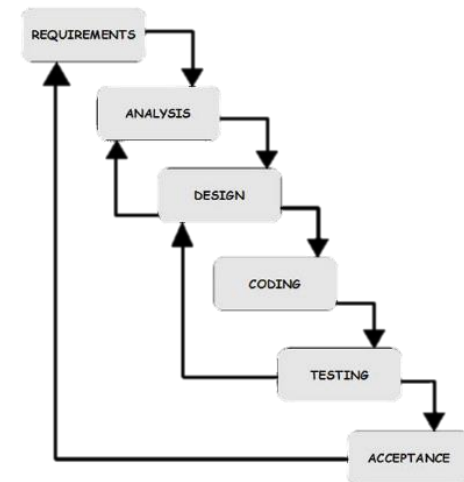 REQUIREMENTS
ANALYSIS
DESIGN
CODING
TESTING
ACCEPTANCE